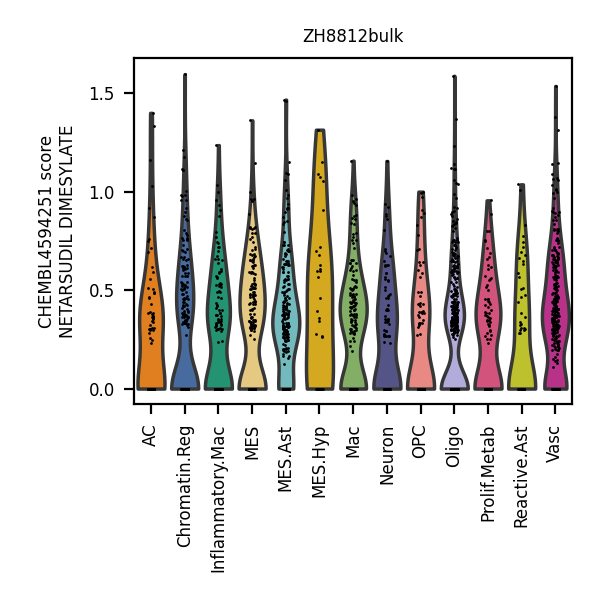 ZH8812bulk
CHEMBL4594251 score
NETARSUDIL DIMESYLATE
1.5
1.0
0.5
0.0
AC
Chromatin.Reg
Inflammatory.Mac
MES
MES.Ast
MES.Hyp
Mac
Neuron
OPC
Oligo
Prolif.Metab
Reactive.Ast
Vasc